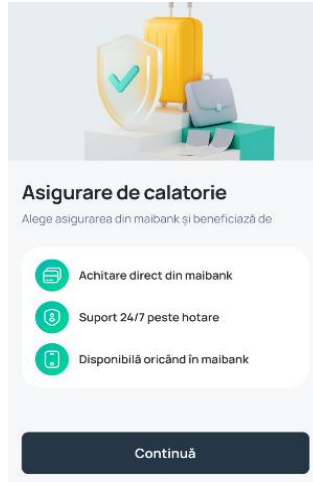 Asigurare de calatorie
Alege asigurarea din maibank și beneficiază de
Achitare direct din maibank
Suport 24/7 peste hotare
Disponibilă oricând în maibank
Continuă